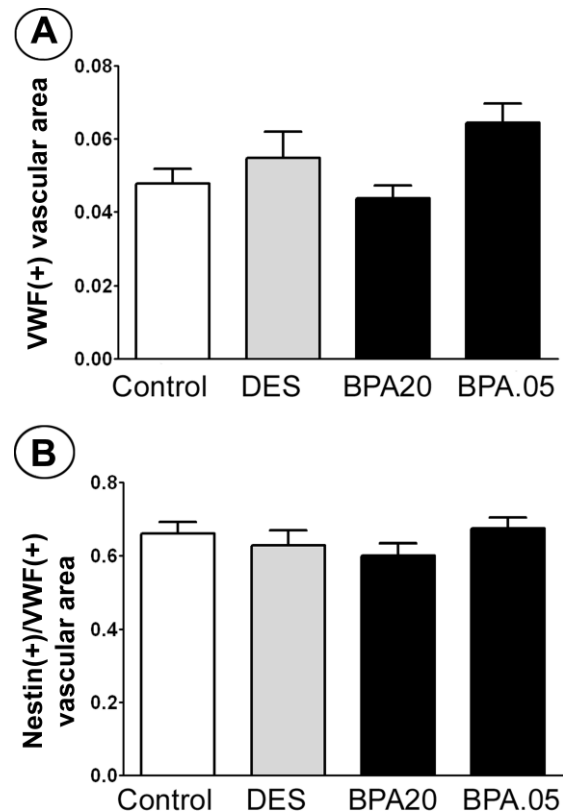 A
VWF(+) vascular area
0.08
0.06
0.04
0.02
0.00
Control DES BPA20 BPA.05
B
Nestin(+)/VWF(+)
vascular area
0.8
0.6
0.4
0.2
0.0
Control DES BPA20 BPA.05